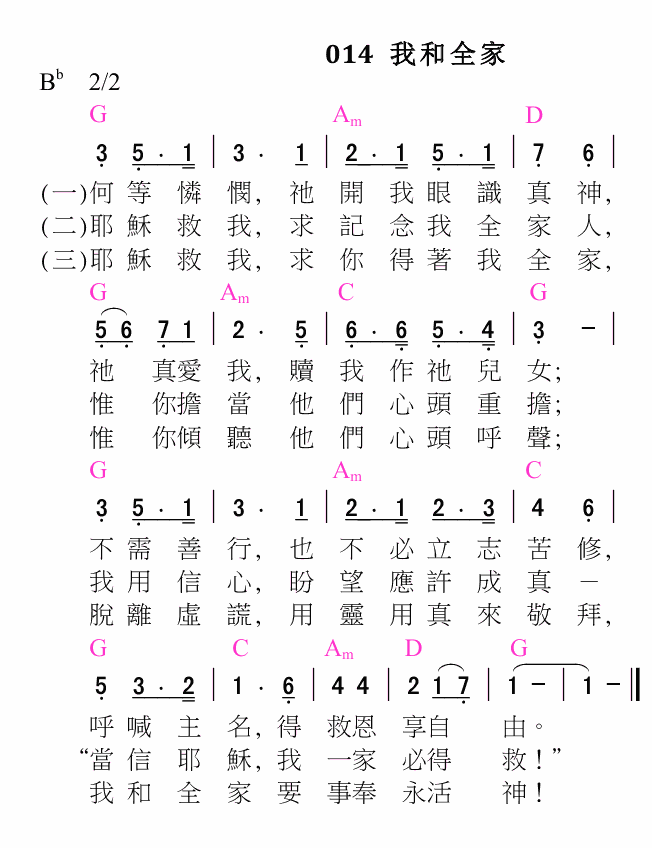 014 我和全家
B♭ 2/2
G Am D
3 5 · 1 | 3 · 1 | 2 · 1 5 · 1 | 7 6 |
(一)何等憐憫,祂開我眼識真神,
(二)耶穌救我,求記念我全家人,
(三)耶穌救我,求你得著我全家,
G Am C G
5 6 7 1 | 2 · 5 | 6 · 6 5 · 4 | 3 – |
祂真愛我,贖我作祂兒女;
惟你擔當他們心頭重擔;
惟你傾聽他們心頭呼聲;
G Am C
3 5 · 1 | 3 · 1 | 2 · 1 2 · 3 | 4 6 |
不需善行,也不必立志苦修,
我用信心,盼望應許成真–
脫離虛謊,用靈用真來敬拜,
G C Am D G
5 3 · 2 | 1 · 6 | 4 4 | 2 1 7 | 1 – | 1 – ||
呼喊主名,得救恩享自由。
“當信耶穌,我一家必得救!”
我和全家要事奉永活神!